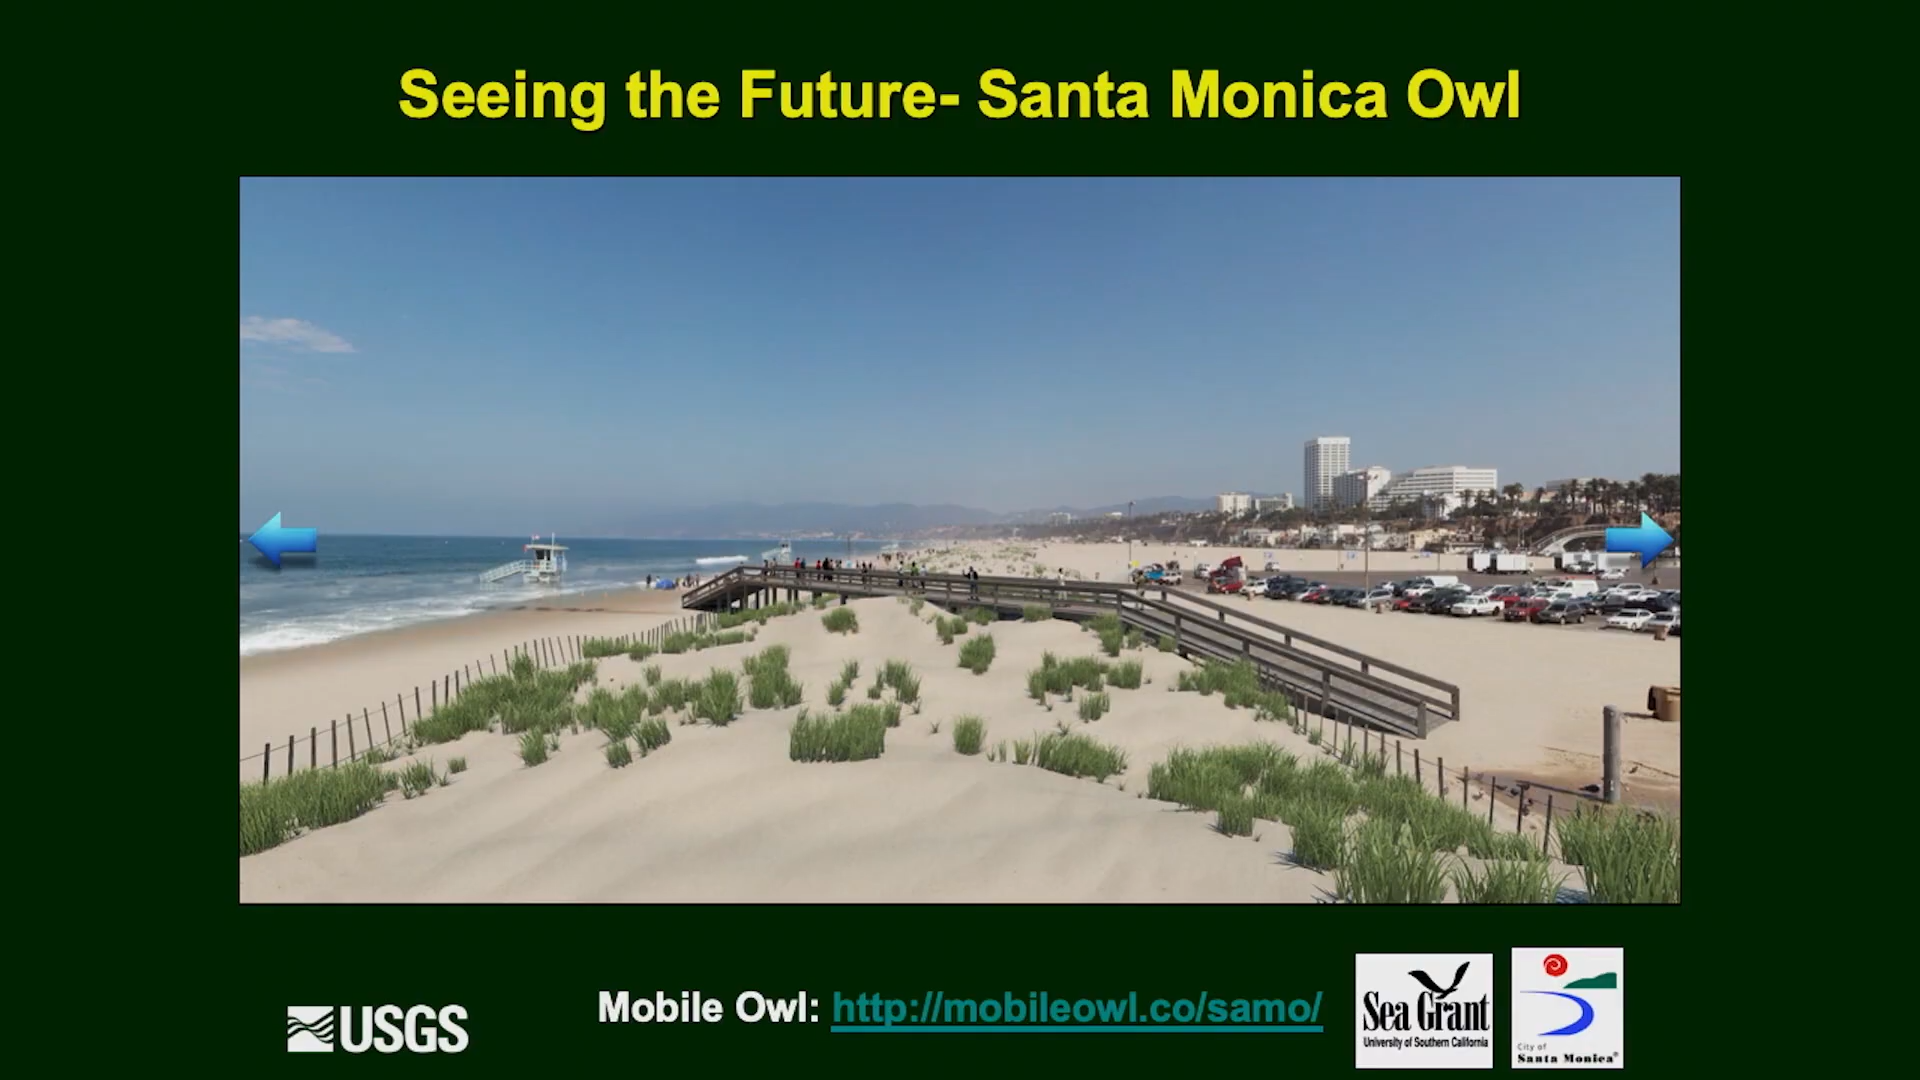 Seeing the Future- Santa Monica Owl
USGS
Mobile Owl: http://mobileowl.co/samo/
Sea Grant
University of Southern California
City of
Santa Monica®